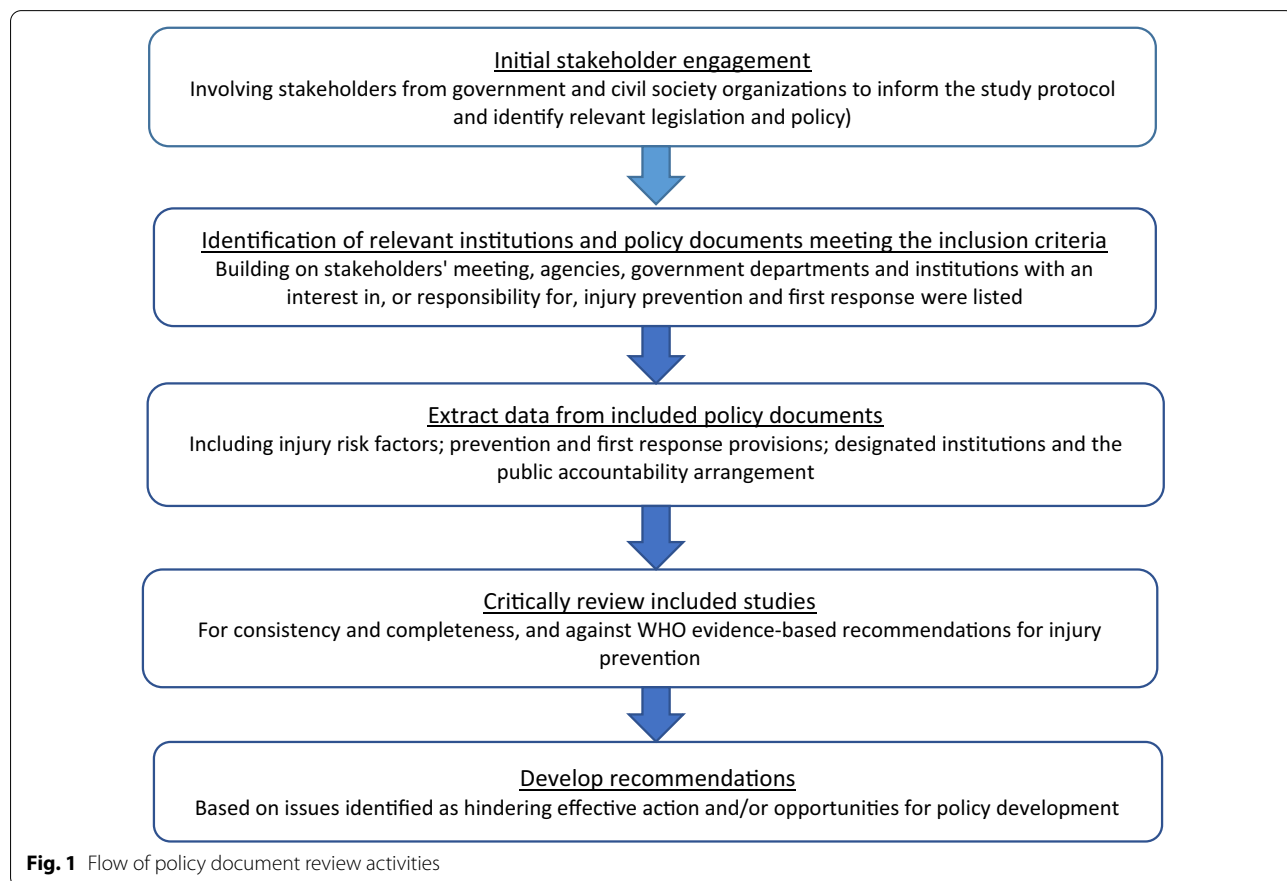 Initial stakeholder engagement
Involving stakeholders from government and civil society organizations to inform the study protocol
and identify relevant legislation and policy)
Identification of relevant institutions and policy documents meeting the inclusion criteria
Building on stakeholders' meeting, agencies, government departments and institutions with an
interest in, or responsibility for, injury prevention and first response were listed
Extract data from included policy documents
Including injury risk factors; prevention and first response provisions; designated institutions and the
public accountability arrangement
Critically review included studies
For consistency and completeness, and against WHO evidence-based recommendations for injury
prevention
Develop recommendations
Based on issues identified as hindering effective action and/or opportunities for policy development
Fig. 1 Flow of policy document review activities